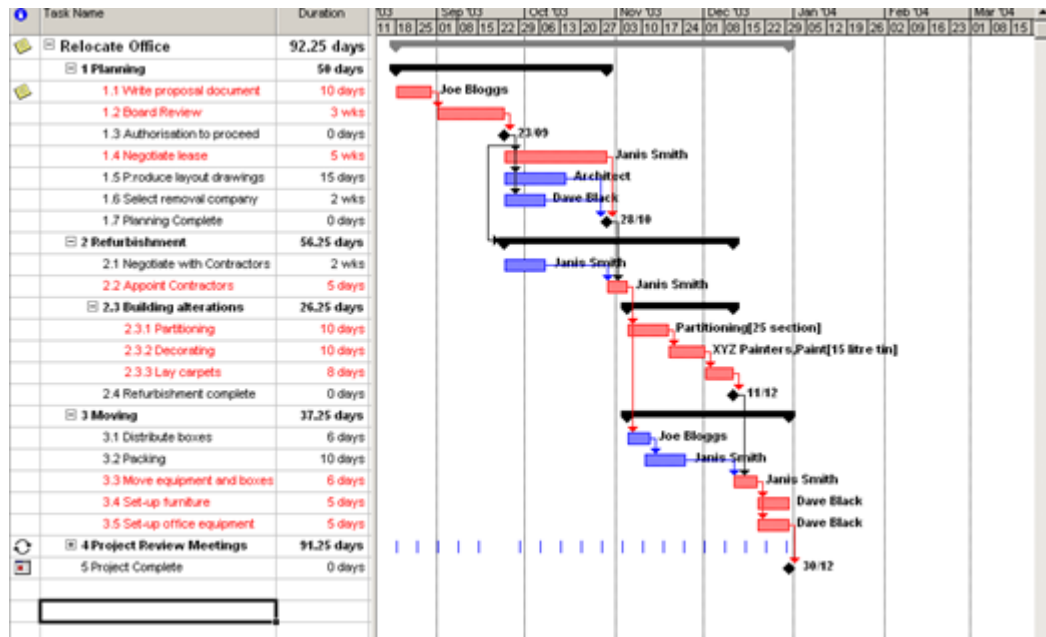 Task Name Duration '03 Sep '03 Oct '03 Nov '03 Dec '03 Jan '04 Feb '04 Mar '04
11 18 25 01 08 15 22 29 06 13 20 27 03 10 17 24 01 08 15 22 29 05 12 19 26 02 09 16 23 01 08 15
Relocate Office 92.25 days
1 Planning 50 days
1.1 Write proposal document 10 days Joe Bloggs
1.2 Board Review 3 wks
1.3 Authorisation to proceed 0 days 23/09
1.4 Negotiate lease 5 wks Janis Smith
1.5 P:roduce layout drawings 15 days Architect
1.6 Select removal company 2 wks Dave Black
1.7 Planning Complete 0 days 28/10
2 Refurbishment 56.25 days
2.1 Negotiate with Contractors 2 wks Janis Smith
2.2 Appoint Contractors 5 days Janis Smith
2.3 Building alterations 26.25 days
2.3.1 Partitioning 10 days Partitioning[25 section]
2.3.2 Decorating 10 days XYZ Painters,Paint[15 litre tin]
2.3.3 Lay carpets 8 days
2.4 Refurbishment complete 0 days 11/12
3 Moving 37.25 days
3.1 Distribute boxes 6 days Joe Bloggs
3.2 Packing 10 days Janis Smith
3.3 Move equipment and boxes 6 days Janis Smith
3.4 Set-up furniture 5 days Dave Black
3.5 Set-up office equipment 5 days Dave Black
4 Project Review Meetings 91.25 days
5 Project Complete 0 days 30/12